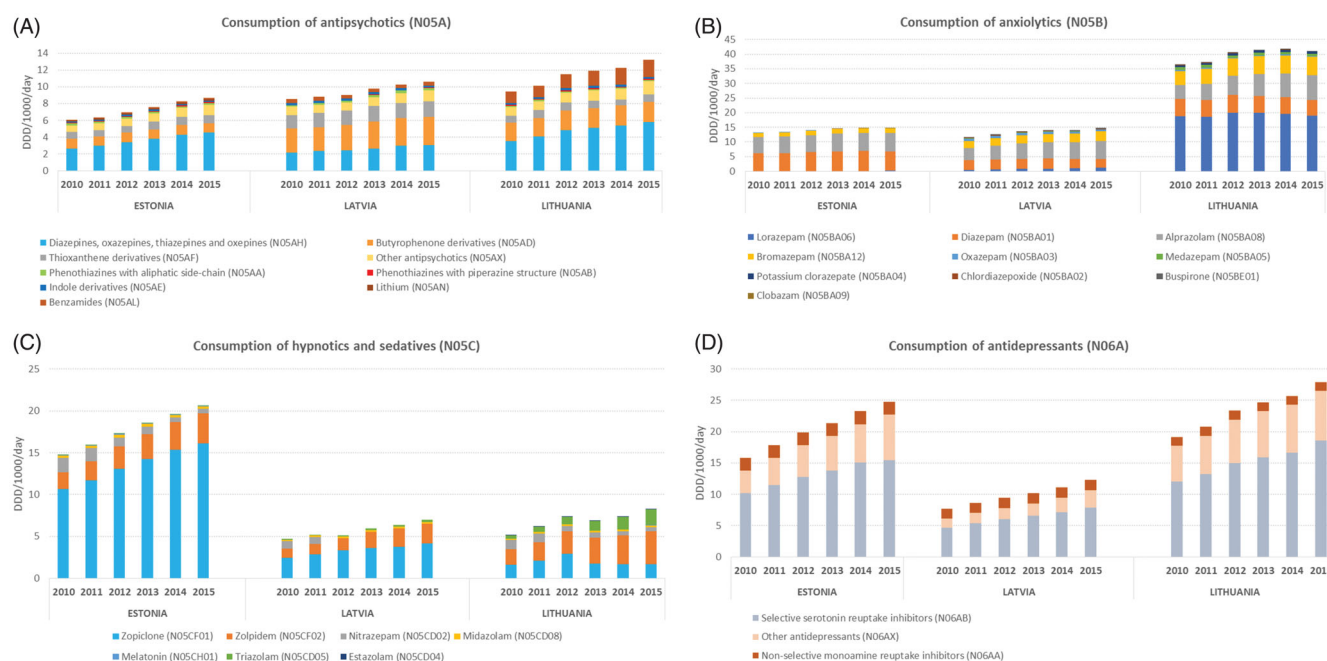 (A)
Consumption of antipsychotics (N05A)
DDD/1000/day
14
12
10
8
6
4
2
0
2010 2011 2012 2013 2014 2015
ESTONIA
2010 2011 2012 2013 2014 2015
LATVIA
2010 2011 2012 2013 2014 2015
LITHUANIA
Diazepines, oxazepines, thiazepines and oxepines (N05AH)
Butyrophenone derivatives (N05AD)
Thioxanthene derivatives (N05AF)
Other antipsychotics (N05AX)
Phenothiazines with aliphatic side-chain (N05AA)
Phenothiazines with piperazine structure (N05AB)
Indole derivatives (N05AE)
Lithium (N05AN)
Benzamides (N05AL)
(B)
Consumption of anxiolytics (N05B)
DDDD/1000/day
45
40
35
30
25
20
15
10
5
0
2010 2011 2012 2013 2014 2015
ESTONIA
2010 2011 2012 2013 2014 2015
LATVIA
2010 2011 2012 2013 2014 2015
LITHUANIA
Lorazepam (N05BA06)
Diazepam (N05BA01)
Alprazolam (N05BA08)
Bromazepam (N05BA12)
Oxazepam (N05BA03)
Medazepam (N05BA05)
Potassium clorazepate (N05BA04)
Chlordiazepoxide (N05BA02)
Buspirone (N05BE01)
Clobazam (N05BA09)
(C)
Consumption of hypnotics and sedatives (N05C)
DDD/1000/day
25
20
15
10
5
0
2010 2011 2012 2013 2014 2015
ESTONIA
2010 2011 2012 2013 2014 2015
LATVIA
2010 2011 2012 2013 2014 2015
LITHUANIA
Zopiclone (N05CF01)
Zolpidem (N05CF02)
Nitrazepam (N05CD02)
Midazolam (N05CD08)
Melatonin (N05CH01)
Triazolam (N05CD05)
Estazolam (N05CD04)
(D)
Consumption of antidepressants (N06A)
DDD/1000/day
30
25
20
15
10
5
0
2010 2011 2012 2013 2014 2015
ESTONIA
2010 2011 2012 2013 2014 2015
LATVIA
2010 2011 2012 2013 2014 201
LITHUANIA
Selective serotonin reuptake inhibitors (N06AB)
Other antidepressants (N06AX)
Non-selective monoamine reuptake inhibitors (N06AA)